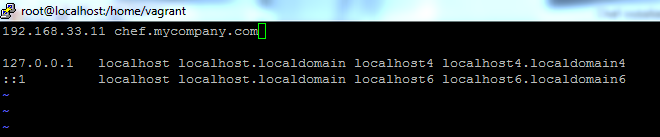 root@localhost:/home/vagrant
192.168.33.11 chef.mycompany.com
127.0.0.1   localhost localhost.localdomain localhost4 localhost4.localdomain4
::1         localhost localhost.localdomain localhost6 localhost6.localdomain6
~
~
~